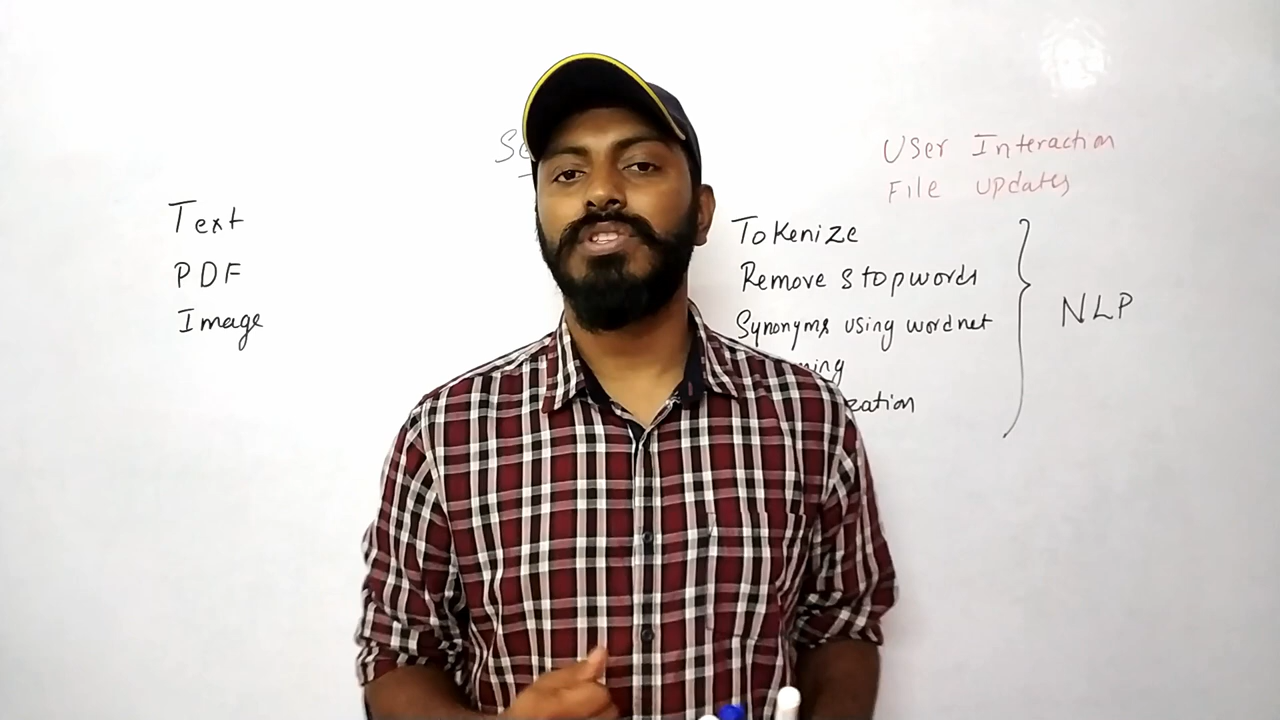 User Interaction
File updates
Text
PDF
Image
Tokenize
Remove stopwords
Synonyms using wordnet
NLP